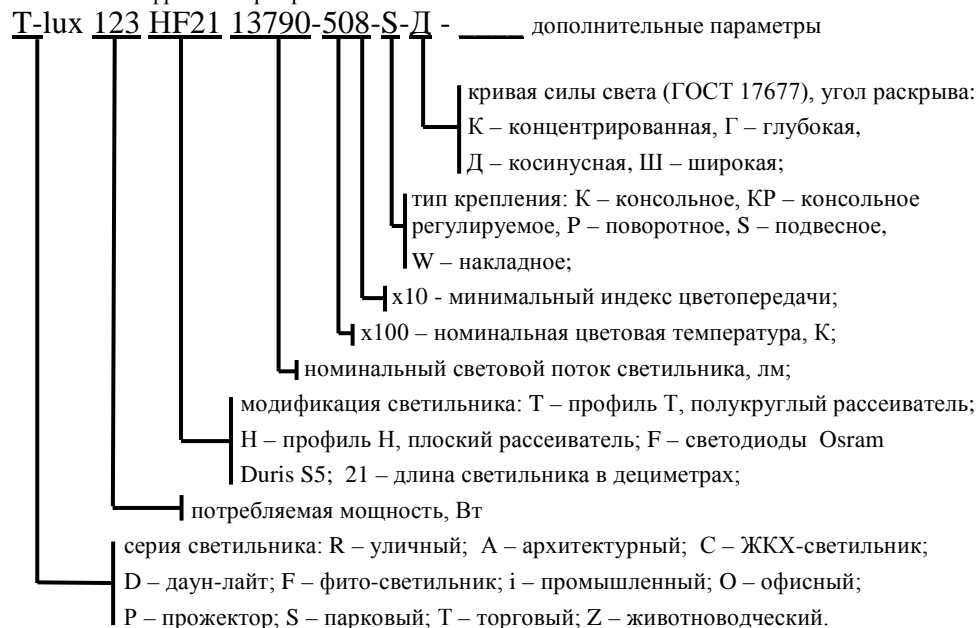 T-lux 123 HF21 13790-508-S-Д - _____ дополнительные параметры
кривая силы света (ГОСТ 17677), угол раскрыва:
К – концентрированная, Г – глубокая,
Д – косинусная, Ш – широкая;
тип крепления: К – консольное, КР – консольное
регулируемое, Р – поворотное, S – подвесное,
W – накладное;
х10 - минимальный индекс цветопередачи;
х100 – номинальная цветовая температура, К;
номинальный световой поток светильника, лм;
модификация светильника: Т – профиль Т, полукруглый рассеиватель;
Н – профиль Н, плоский рассеиватель; F – светодиоды Osram
Duris S5; 21 – длина светильника в дециметрах;
потребляемая мощность, Вт
серия светильника: R – уличный; А – архитектурный; С – ЖКХ-светильник;
D – даун-лайт; F – фито-светильник; i – промышленный; О – офисный;
Р – прожектор; S – парковый; Т – торговый; Z – животноводческий.